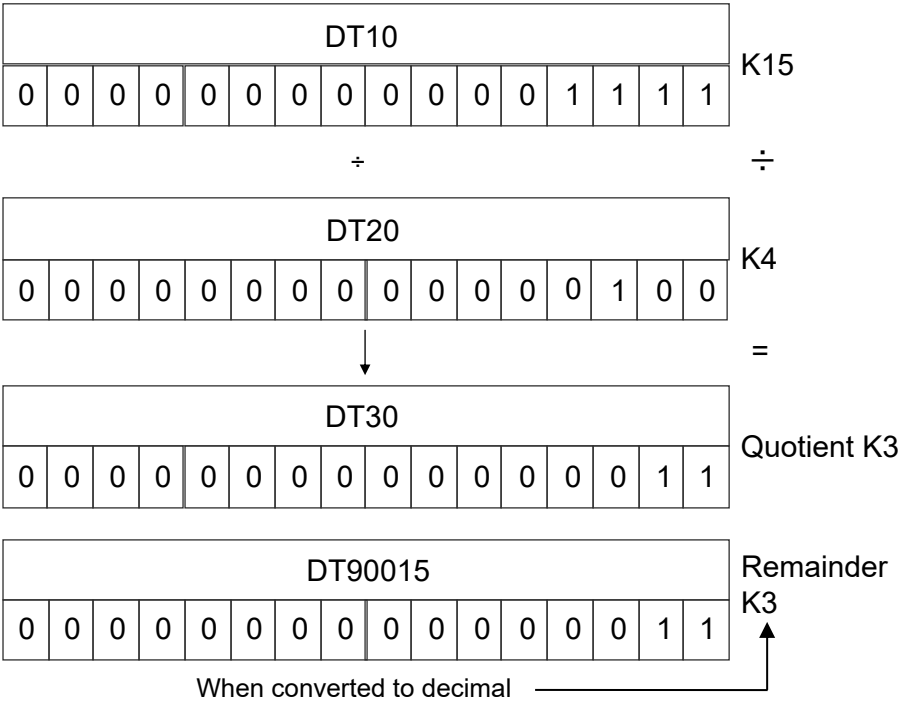 DT10
K15
0 0 0 0 0 0 0 0 0 0 0 0 1 1 1 1
÷ ÷
DT20
K4
0 0 0 0 0 0 0 0 0 0 0 0 0 1 0 0
=
DT30
Quotient K3
0 0 0 0 0 0 0 0 0 0 0 0 0 0 1 1
DT90015
Remainder
K3
0 0 0 0 0 0 0 0 0 0 0 0 0 0 1 1
When converted to decimal